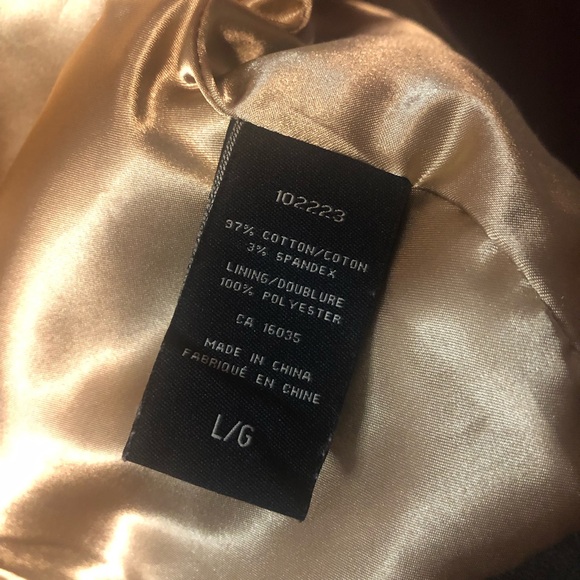 102223
97% COTTON/COTON
3% SPANDEX
LINING/DOUBLURE
100% POLYESTER
CA 16035
MADE IN CHINA
FABRIQUÉ EN CHINE
L/G